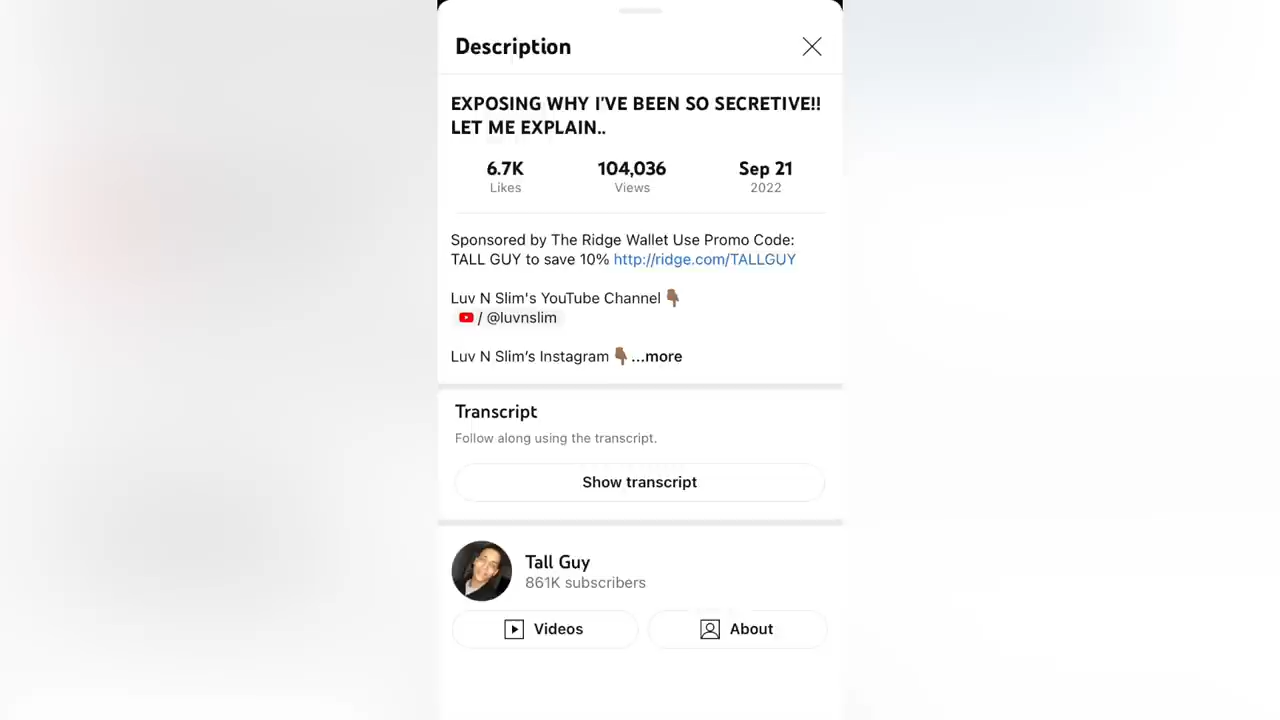 Description
EXPOSING WHY I'VE BEEN SO SECRETIVE!!
LET ME EXPLAIN..
6.7K 104,036 Sep 21
Likes Views 2022
Sponsored by The Ridge Wallet Use Promo Code:
TALL GUY to save 10% http://ridge.com/TALLGUY
Luv N Slim's YouTube Channel 👇🏾
/ @luvnslim
Luv N Slim's Instagram 👇🏾 ...more
Transcript
Follow along using the transcript.
Show transcript
Tall Guy
861K subscribers
Videos About